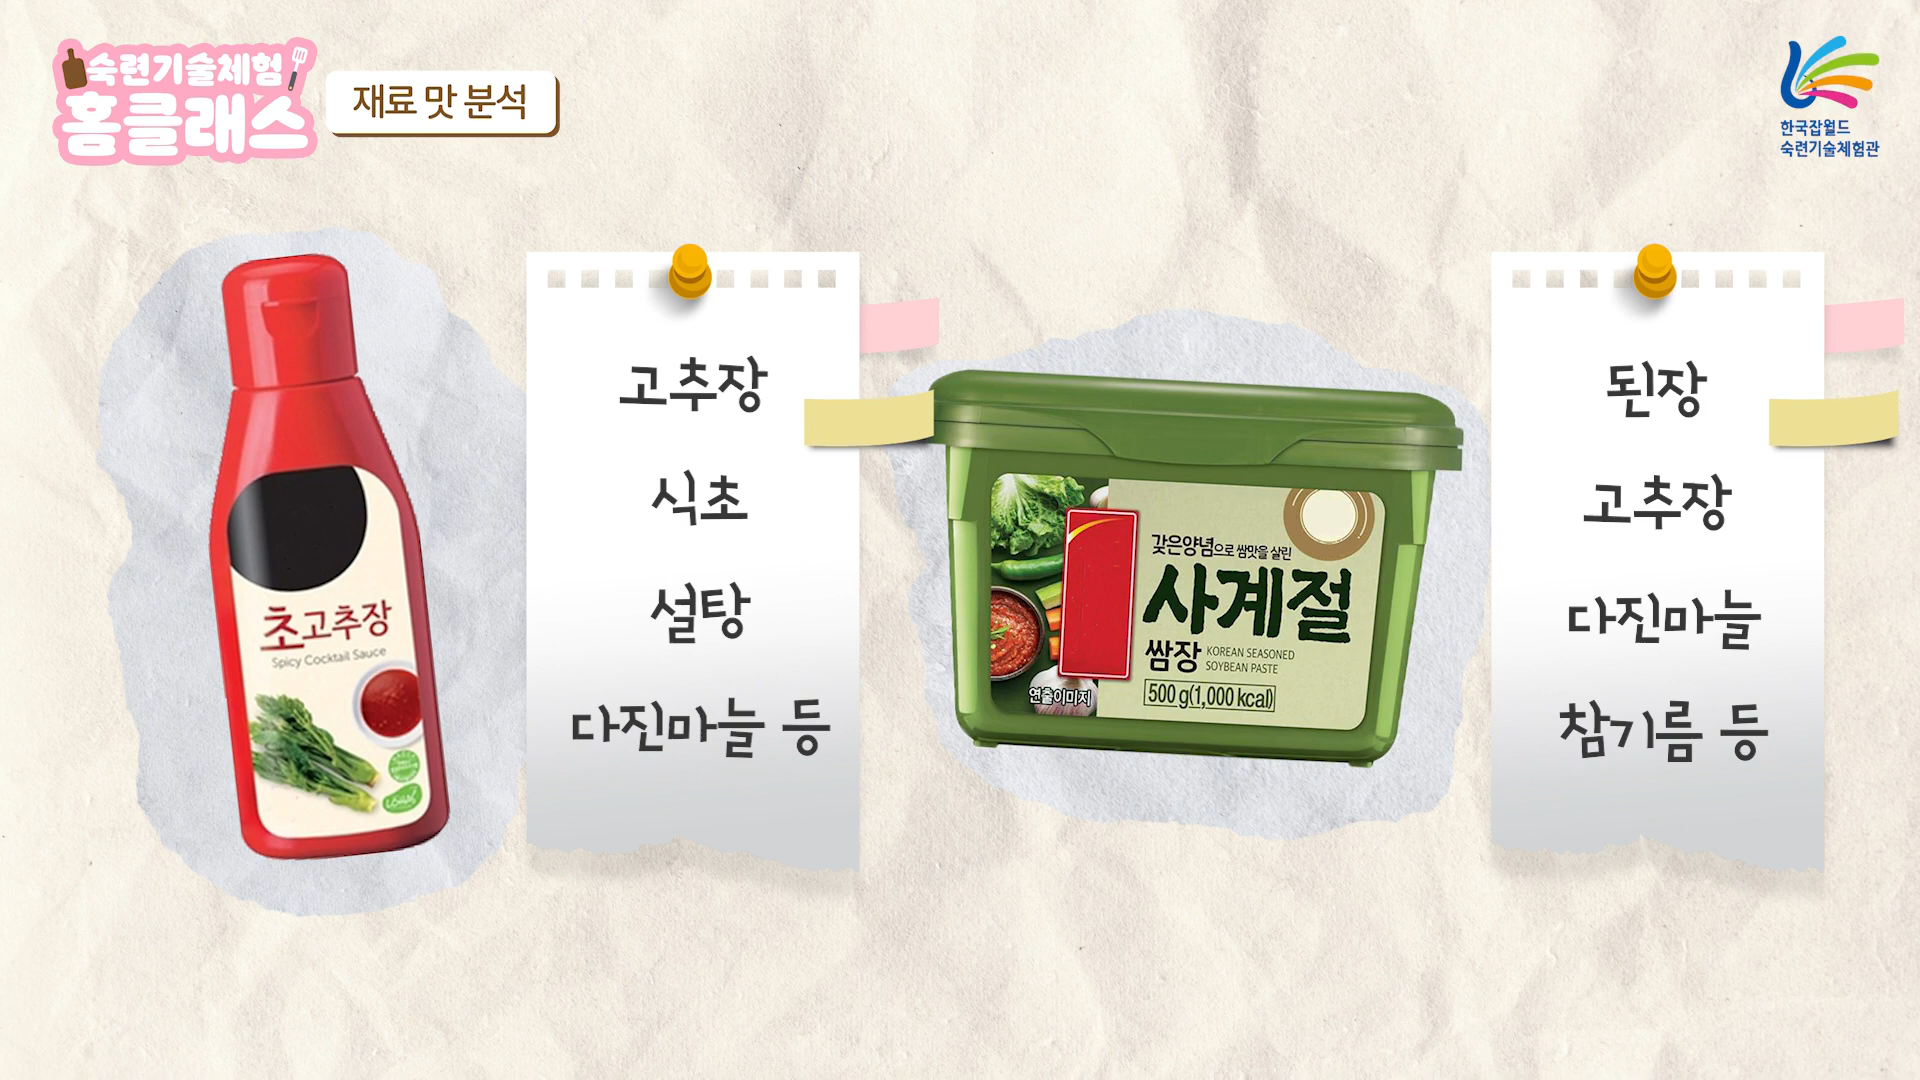 숙련기술체험
홈클래스
재료 맛 분석
한국잡월드
숙련기술체험관
초고추장
Spicy Cocktail Sauce
고추장
식초
설탕
다진마늘 등
갖은양념으로 쌈맛을 살린
사계절
쌈장
KOREAN SEASONED
SOYBEAN PASTE
500 g(1,000 kcal)
연출이미지
된장
고추장
다진마늘
참기름 등